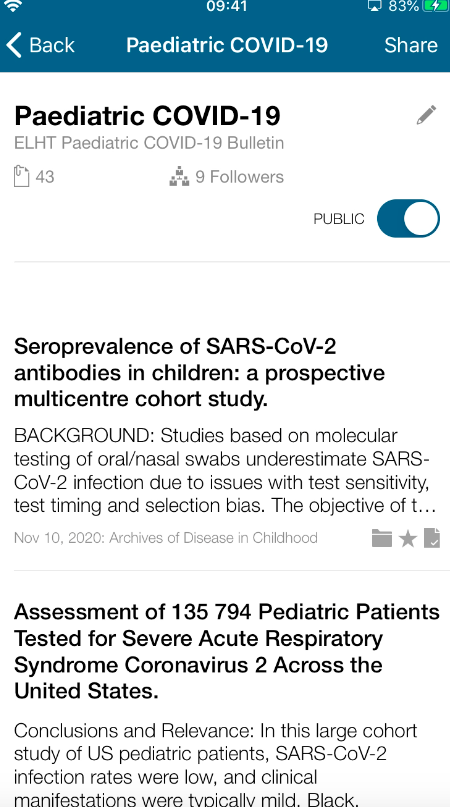 09:41
83%
Back
Paediatric COVID-19
Share
Paediatric COVID-19
ELHT Paediatric COVID-19 Bulletin
43
9 Followers
PUBLIC
Seroprevalence of SARS-CoV-2
antibodies in children: a prospective
multicentre cohort study.
BACKGROUND: Studies based on molecular
testing of oral/nasal swabs underestimate SARS-
CoV-2 infection due to issues with test sensitivity,
test timing and selection bias. The objective of t...
Nov 10, 2020: Archives of Disease in Childhood
Assessment of 135 794 Pediatric Patients
Tested for Severe Acute Respiratory
Syndrome Coronavirus 2 Across the
United States.
Conclusions and Relevance: In this large cohort
study of US pediatric patients, SARS-CoV-2
infection rates were low, and clinical
manifestations were typically mild. Black,